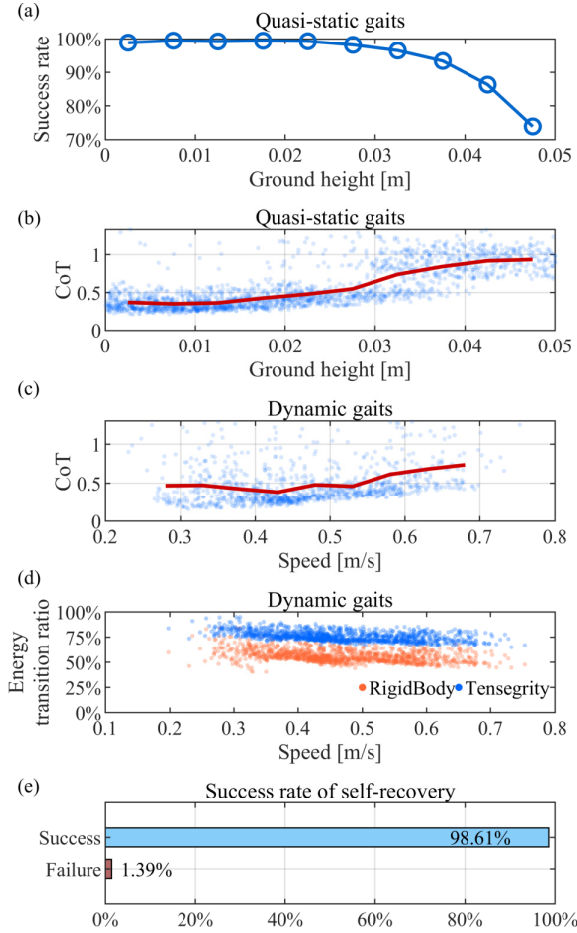 (a)
Quasi-static gaits
Success rate
100%
90%
80%
70%
0 0.01 0.02 0.03 0.04 0.05
Ground height [m]
(b)
Quasi-static gaits
CoT
1
0.5
0
0 0.01 0.02 0.03 0.04 0.05
Ground height [m]
(c)
Dynamic gaits
CoT
1
0.5
0
0.2 0.3 0.4 0.5 0.6 0.7 0.8
Speed [m/s]
(d)
Dynamic gaits
Energy
transition ratio
100%
75%
50%
25%
0%
RigidBody Tensegrity
0.1 0.2 0.3 0.4 0.5 0.6 0.7 0.8
Speed [m/s]
(e)
Success rate of self-recovery
Success 98.61%
Failure 1.39%
0% 20% 40% 60% 80% 100%